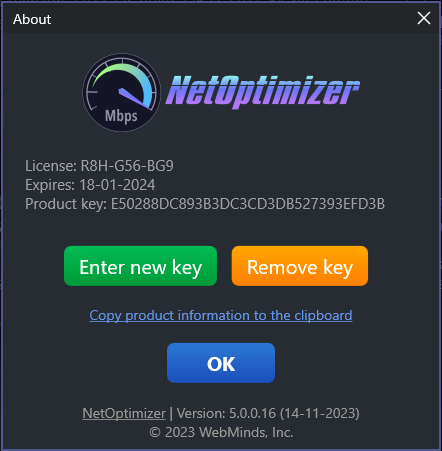 About
Mbps
NetOptimizer
License: R8H-G56-BG9
Expires: 18-01-2024
Product key: E50288DC893B3DC3CD3DB527393EFD3B
Enter new key
Remove key
Copy product information to the clipboard
OK
NetOptimizer | Version: 5.0.0.16 (14-11-2023)
© 2023 WebMinds, Inc.